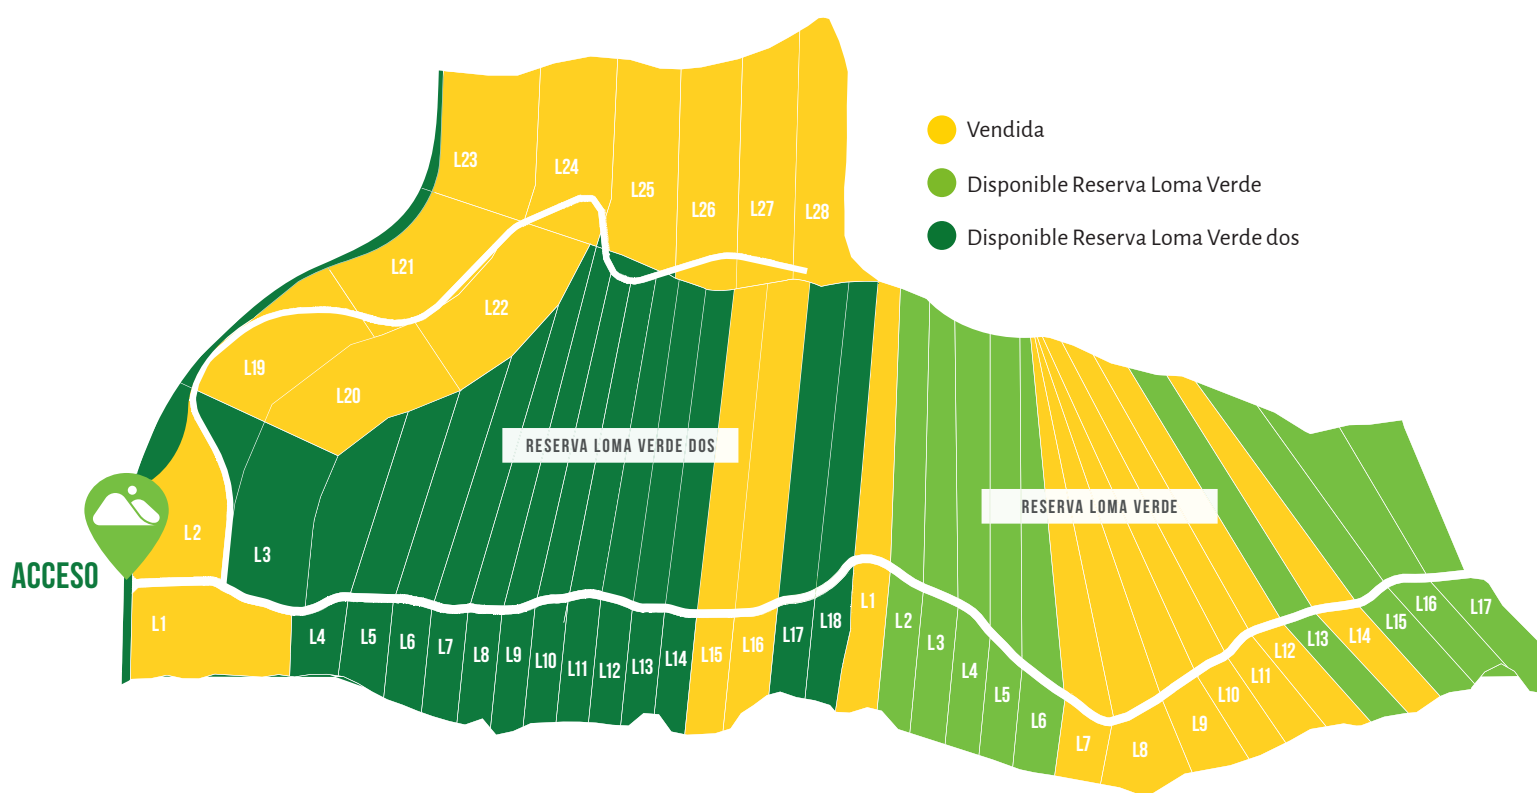 L23
L24
L25
L26
L27
L28
Vendida
Disponible Reserva Loma Verde
Disponible Reserva Loma Verde dos
L21
L22
L19
L20
RESERVA LOMA VERDE DOS
RESERVA LOMA VERDE
L2
L3
ACCESO
L1
L4
L5
L6
L7
L8
L9
L10
L11
L12
L13
L14
L15
L16
L17
L18
L1
L2
L3
L4
L5
L6
L7
L8
L9
L10
L11
L12
L13
L14
L15
L16
L17